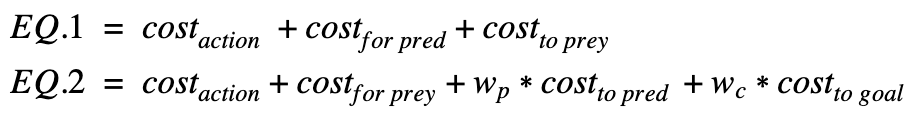 EQ.1 = cost_action + cost_for pred + cost_to prey
EQ.2 = cost_action + cost_for prey + w_p * cost_to pred + w_c * cost_to goal